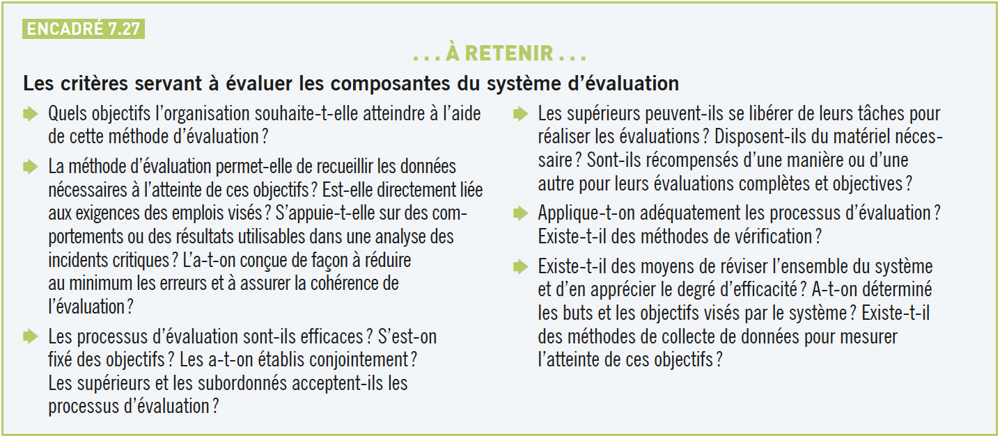 ENCADRÉ 7.27
... À RETENIR ...
Les critères servant à évaluer les composantes du système d’évaluation
Quels objectifs l’organisation souhaite-t-elle atteindre à l’aide
de cette méthode d’évaluation ?
La méthode d’évaluation permet-elle de recueillir les données
nécessaires à l’atteinte de ces objectifs ? Est-elle directement liée
aux exigences des emplois visés ? S’appuie-t-elle sur des com-
portements ou des résultats utilisables dans une analyse des
incidents critiques ? L’a-t-on conçue de façon à réduire
au minimum les erreurs et à assurer la cohérence de
l’évaluation ?
Les processus d’évaluation sont-ils efficaces ? S’est-on
fixé des objectifs ? Les a-t-on établis conjointement ?
Les supérieurs et les subordonnés acceptent-ils les
processus d’évaluation ?
Les supérieurs peuvent-ils se libérer de leurs tâches pour
réaliser les évaluations ? Disposent-ils du matériel néces-
saire ? Sont-ils récompensés d’une manière ou d’une
autre pour leurs évaluations complètes et objectives ?
Applique-t-on adéquatement les processus d’évaluation ?
Existe-t-il des méthodes de vérification ?
Existe-t-il des moyens de réviser l’ensemble du système
et d’en apprécier le degré d’efficacité ? A-t-on déterminé
les buts et les objectifs visés par le système ? Existe-t-il
des méthodes de collecte de données pour mesurer
l’atteinte de ces objectifs ?